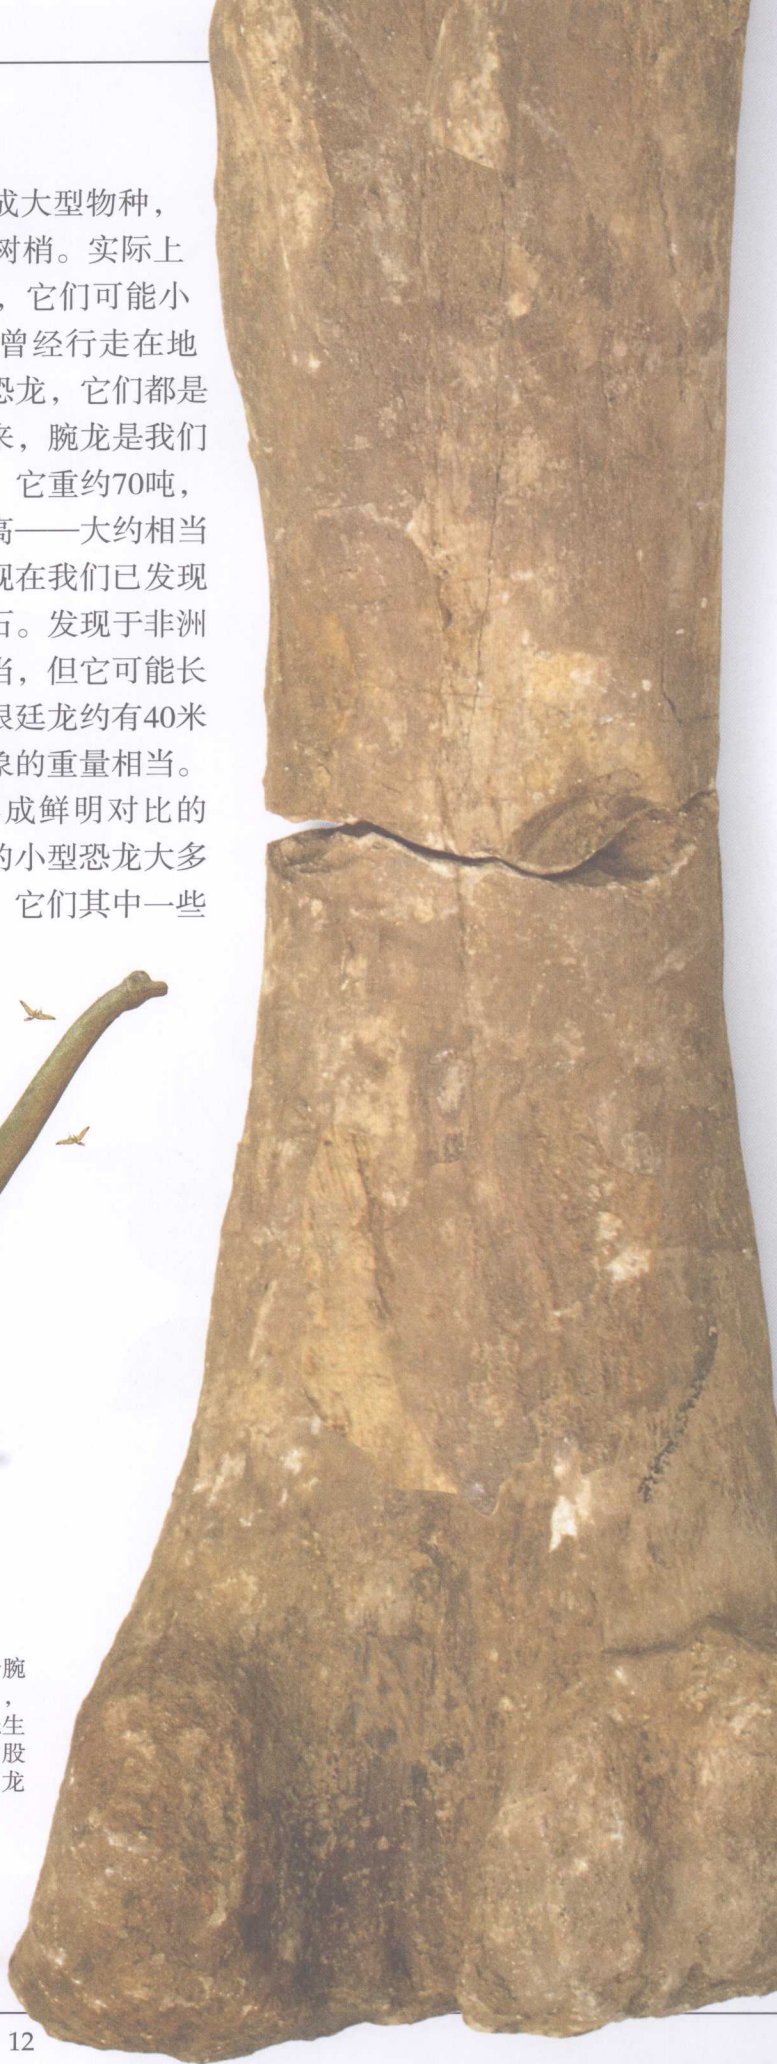 成大型物种，
树梢。实际上
，它们可能小
曾经行走在地
恐龙，它们都是
来，腕龙是我们
它重约70吨，
高——大约相当
现在我们已发现
石。发现于非洲
当，但它可能长
根廷龙约有40米
象的重量相当。
成鲜明对比的
的小型恐龙大多
它们其中一些
腕
，
生
股
龙
12